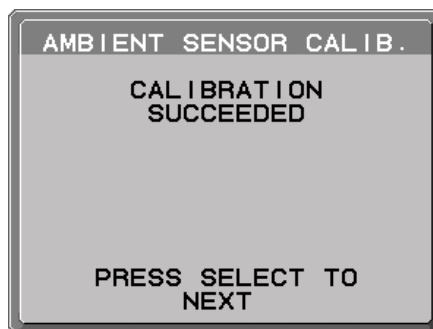 AMBIENT SENSOR CALIB.
CALIBRATION
SUCCEEDED
PRESS SELECT TO
NEXT